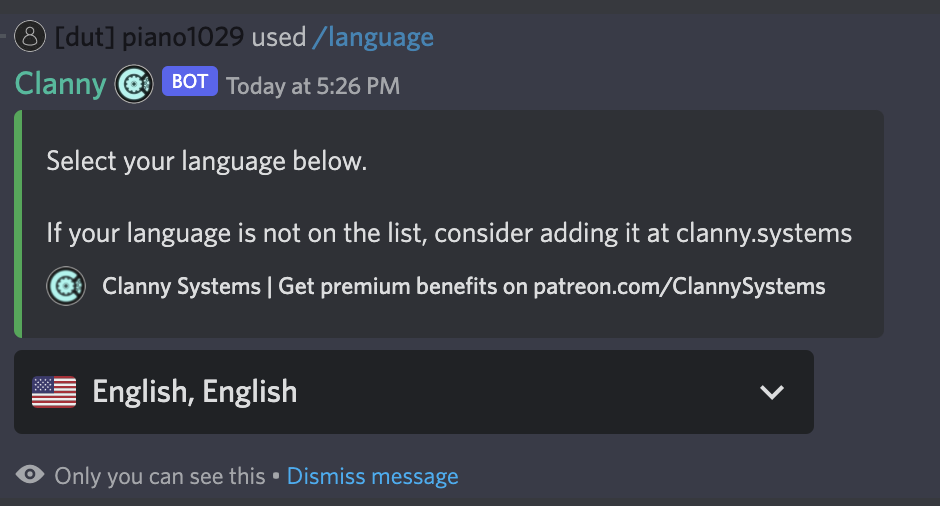 [dut] piano1029 used /language
Clanny BOT Today at 5:26 PM
Select your language below.
If your language is not on the list, consider adding it at clanny.systems
Clanny Systems | Get premium benefits on patreon.com/ClannySystems
English, English
Only you can see this • Dismiss message